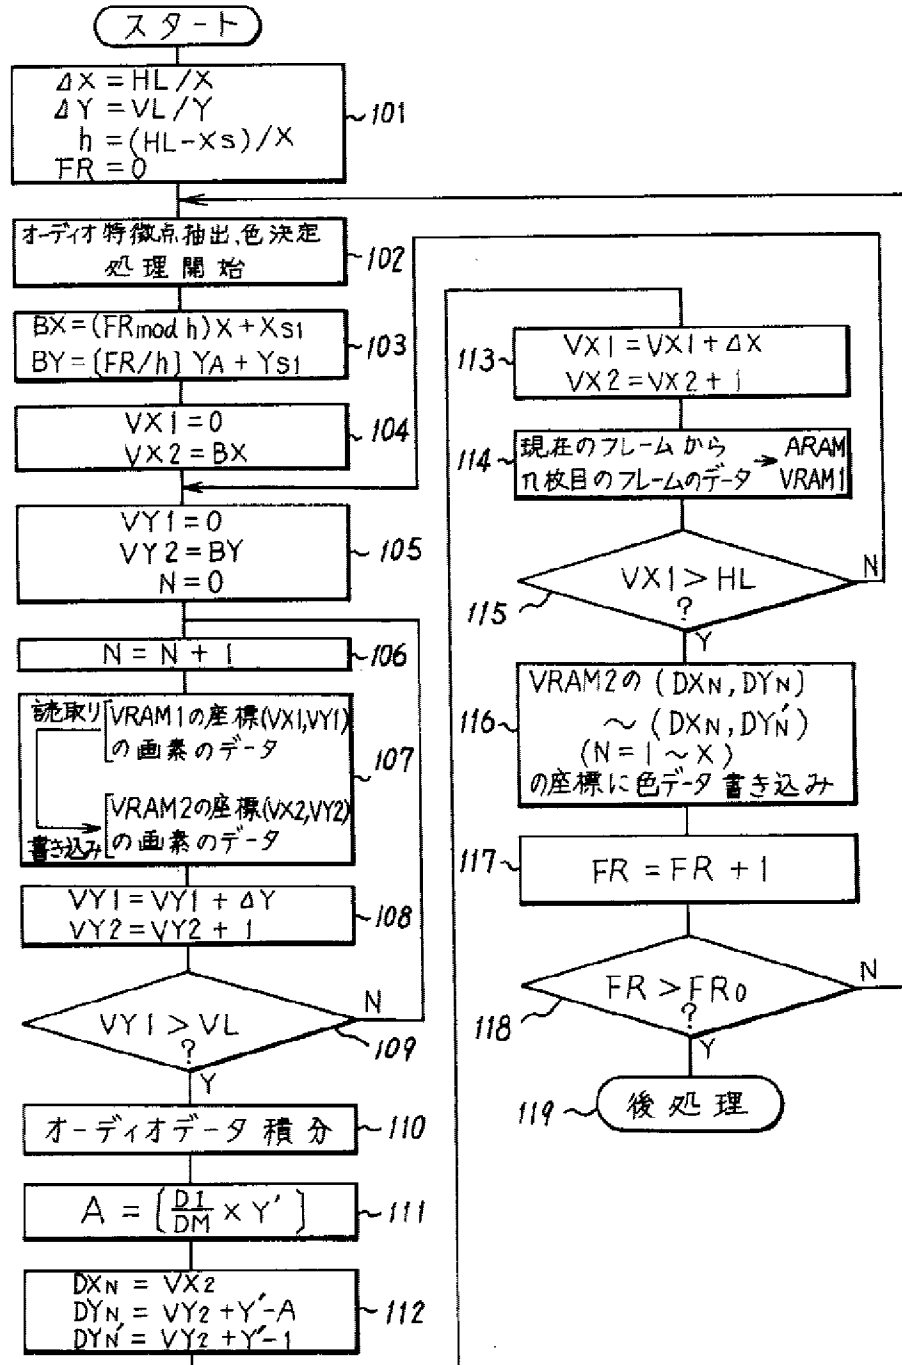 スタート
ΔX=HL/X
ΔY=VL/Y
h=(HL-Xs)/X
FR=0
101
オーディオ特徴点抽出、色決定
処理開始
102
BX=(FRmod h)X+XS1
BY=[FR/h]YA+YS1
103
VX1=0
VX2=BX
104
VY1=0
VY2=BY
N=0
105
N=N+1
106
読取り
VRAM1の座標(VX1,VY1)
の画素のデータ
VRAM2の座標(VX2,VY2)
書き込み
の画素のデータ
107
VY1=VY1+ΔY
VY2=VY2+1
108
VY1>VL
?
N
Y
109
オーディオデータ積分
110
A=[DI/DM×Y']
111
DXN=VX2
DYN=VY2+Y'-A
DYN'=VY2+Y'-1
112
VX1=VX1+ΔX
VX2=VX2+1
113
現在のフレームから
n枚目のフレームのデータ→
ARAM
VRAM1
114
VX1>HL
?
N
Y
115
VRAM2の(DXN,DYN)
~(DXN,DYN')
(N=1~X)
の座標に色データ書き込み
116
FR=FR+1
117
FR>FR0
?
N
Y
118
後処理
119